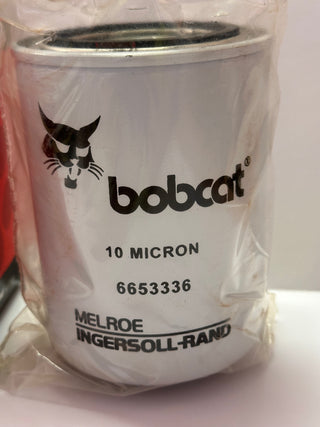 bobcat®
10 MICRON
6653336
MELROE
INGERSOLL-RAND